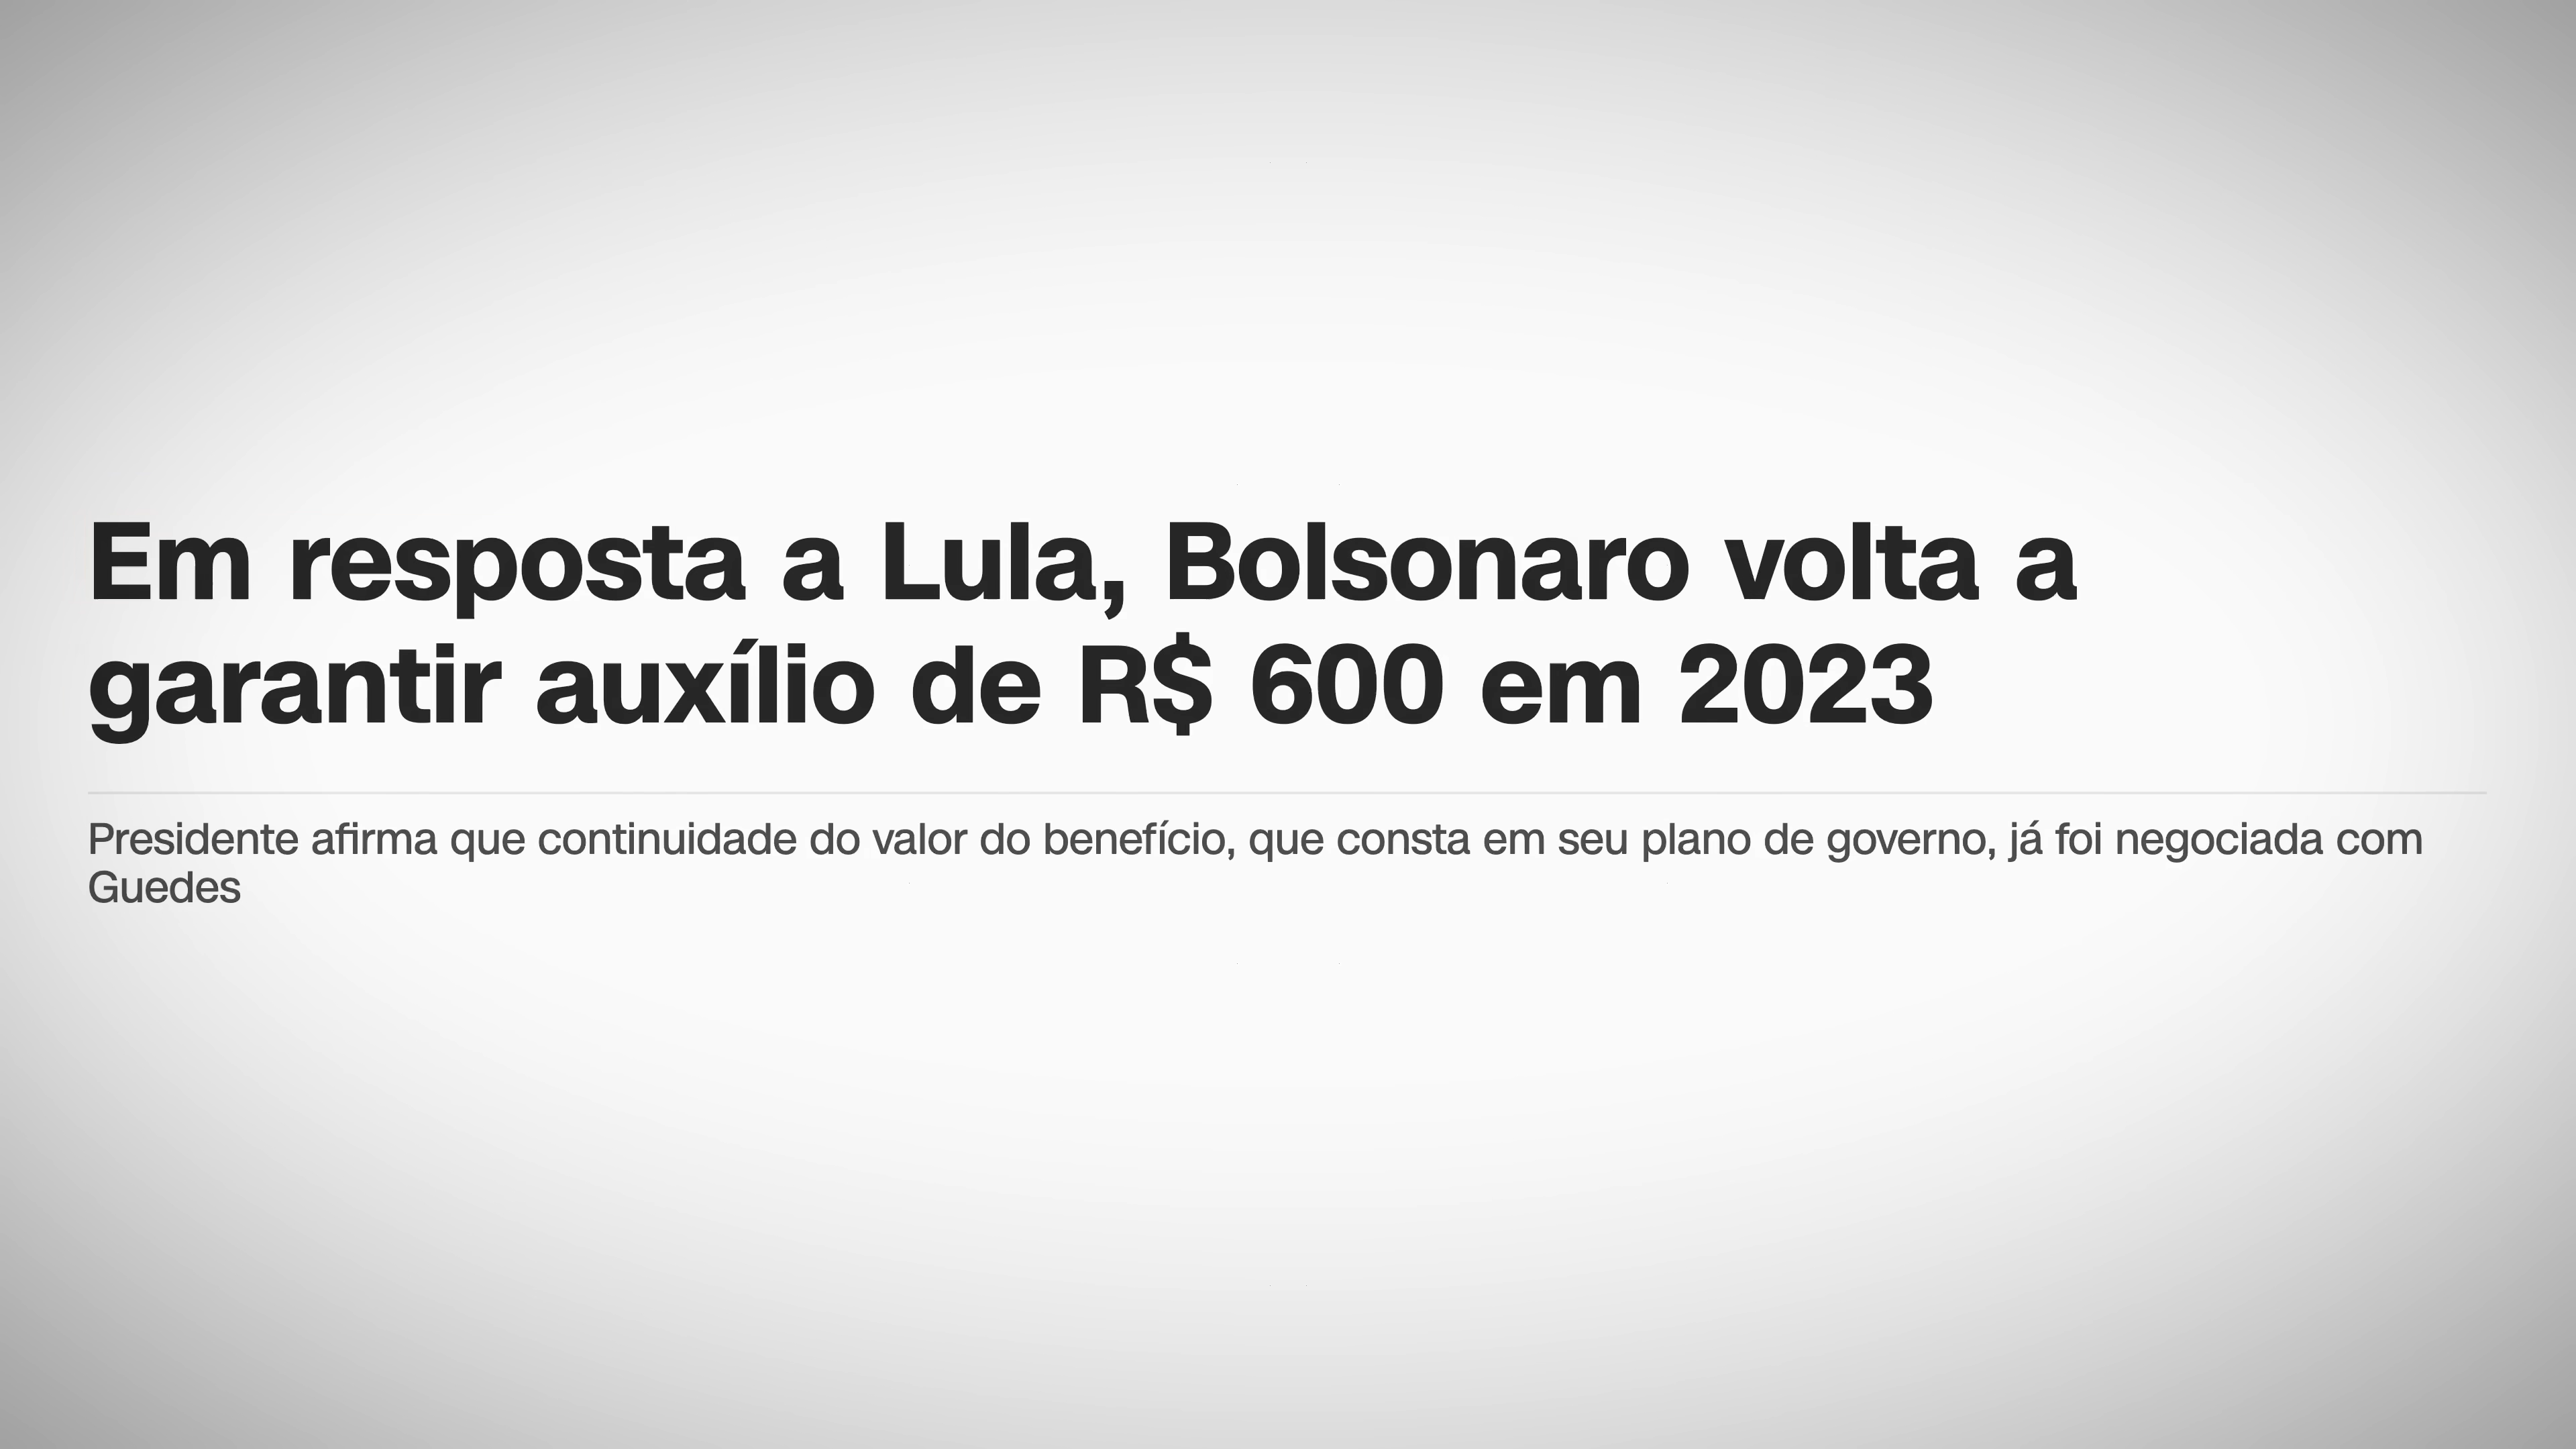 Em resposta a Lula, Bolsonaro volta a
garantir auxílio de R$ 600 em 2023
Presidente afirma que continuidade do valor do benefício, que consta em seu plano de governo, já foi negociada com
Guedes